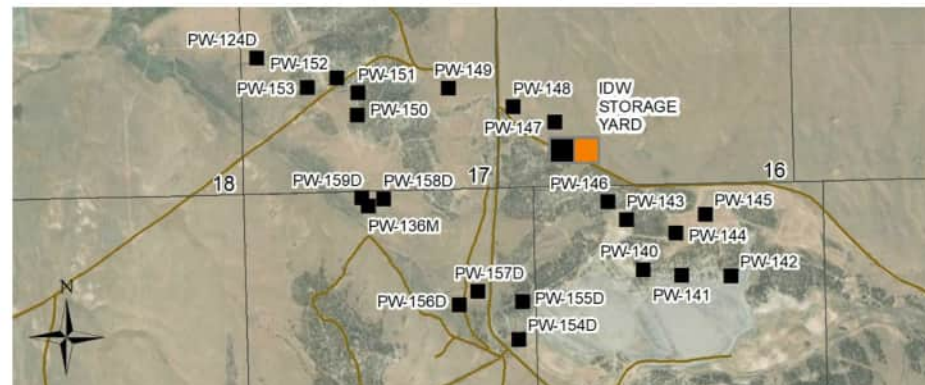 PW-124D
PW-152
PW-153
PW-151
PW-149
PW-150
PW-148
IDW
STORAGE
YARD
PW-147
18
17
16
PW-159D
PW-158D
PW-146
PW-143
PW-145
PW-136M
PW-144
PW-140
PW-142
PW-141
PW-157D
PW-156D
PW-155D
PW-154D
N